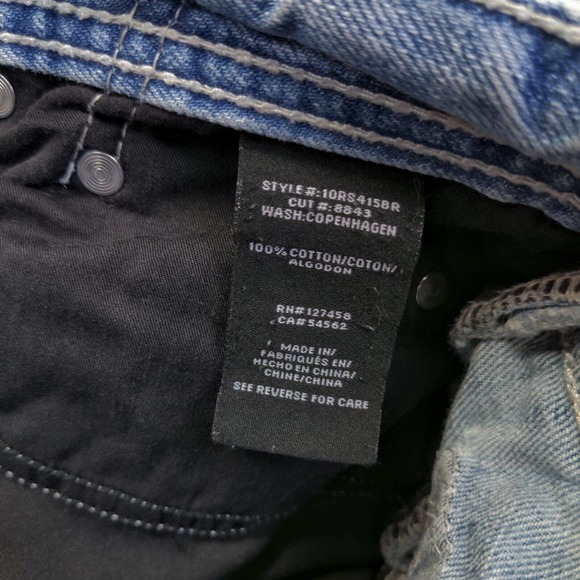 STYLE#:10RS415BR
CUT#:8843
WASH:COPENHAGEN
100% COTTON/COTON/
ALGODON
RN#127458
CA#54562
MADE IN/
FABRIQUÉS EN/
HECHO EN CHINA/
CHINE/CHINA
SEE REVERSE FOR CARE